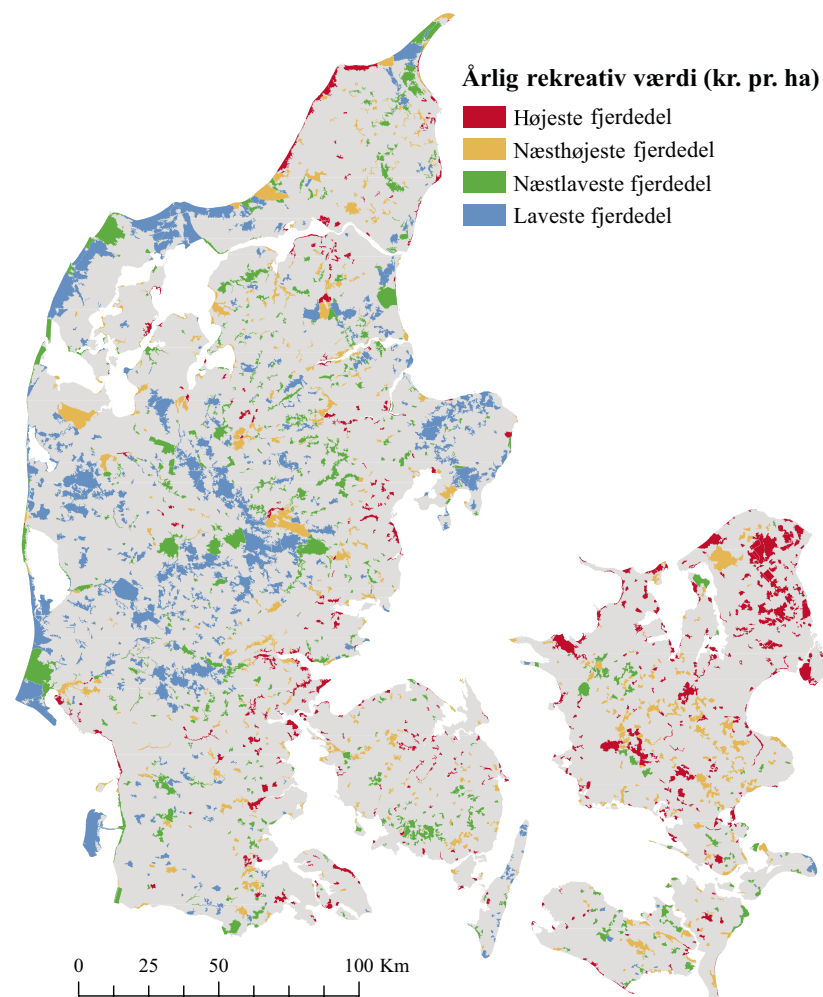 Årlig rekreativ værdi (kr. pr. ha)
Højeste fjerdedel
Næsthøjeste fjerdedel
Næstlaveste fjerdedel
Laveste fjerdedel
0 25 50 100 Km